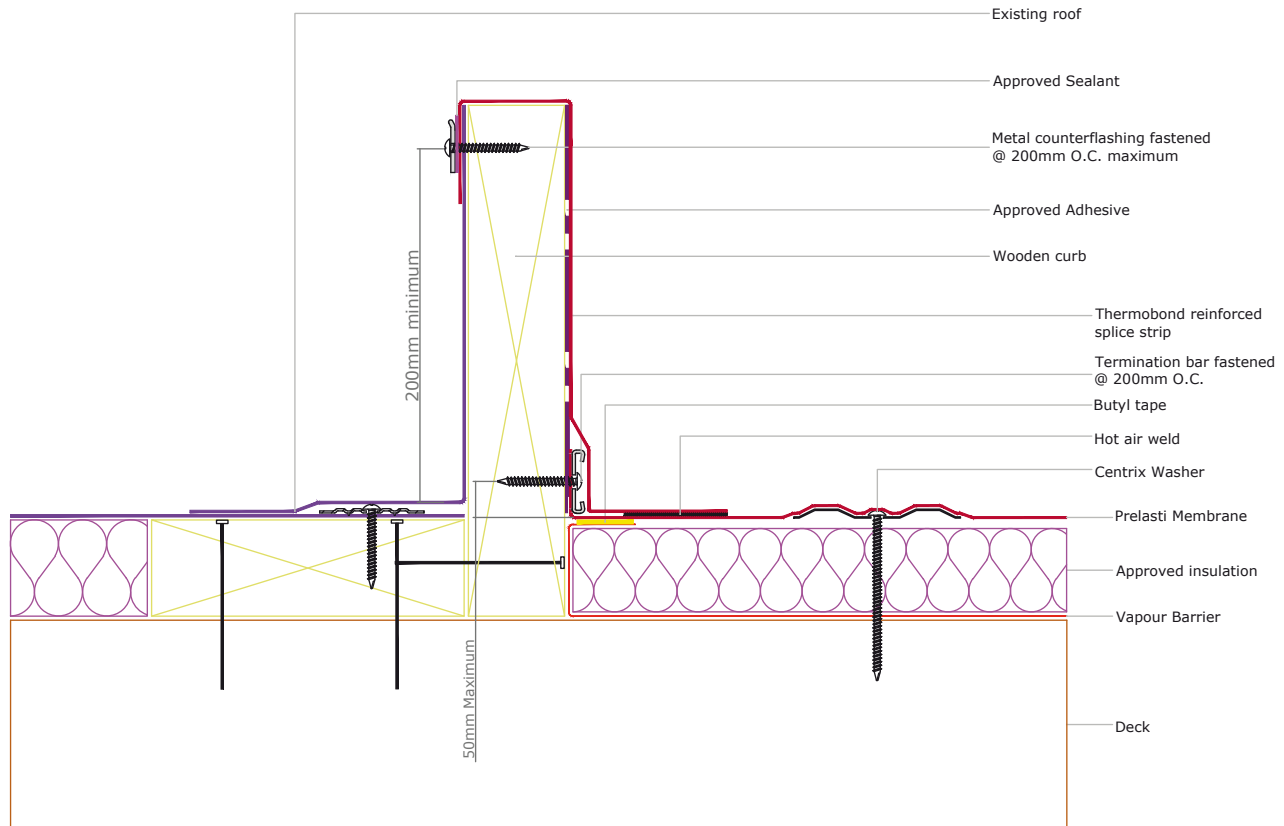 Existing roof
Approved Sealant
Metal counterflashing fastened
@ 200mm O.C. maximum
Approved Adhesive
Wooden curb
Thermobond reinforced
splice strip
Termination bar fastened
@ 200mm O.C.
Butyl tape
Hot air weld
Centrix Washer
Prelasti Membrane
Approved insulation
Vapour Barrier
Deck
200mm minimum
50mm Maximum